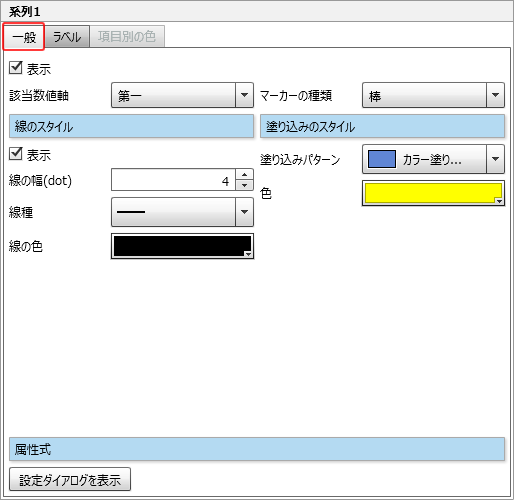 系列1
一般 ラベル 項目別の色
表示
該当数値軸 第一 マーカーの種類 棒
線のスタイル 塗り込みのスタイル
表示
塗り込みパターン カラー塗り...
線の幅(dot) 4
色
線種
線の色
属性式
設定ダイアログを表示